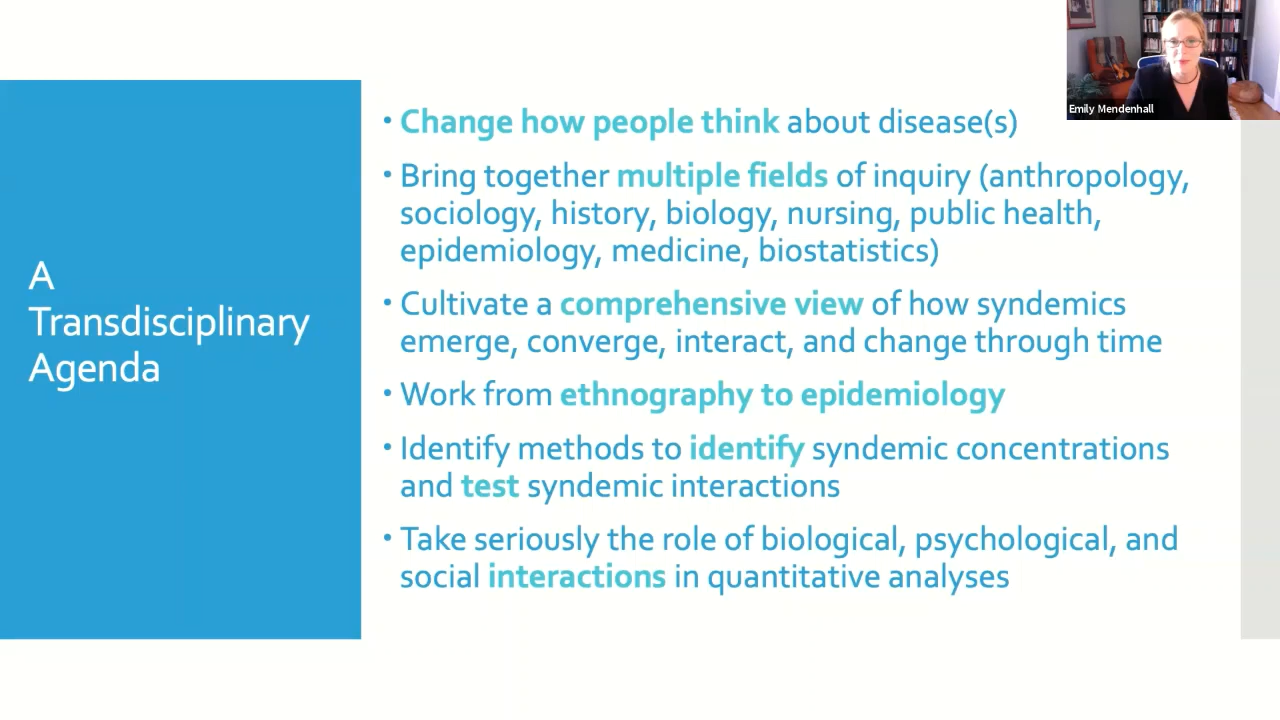 A
Transdisciplinary
Agenda
• Change how people think about disease(s)
• Bring together multiple fields of inquiry (anthropology,
sociology, history, biology, nursing, public health,
epidemiology, medicine, biostatistics)
• Cultivate a comprehensive view of how syndemics
emerge, converge, interact, and change through time
• Work from ethnography to epidemiology
• Identify methods to identify syndemic concentrations
and test syndemic interactions
• Take seriously the role of biological, psychological, and
social interactions in quantitative analyses
Emily Mendenhall